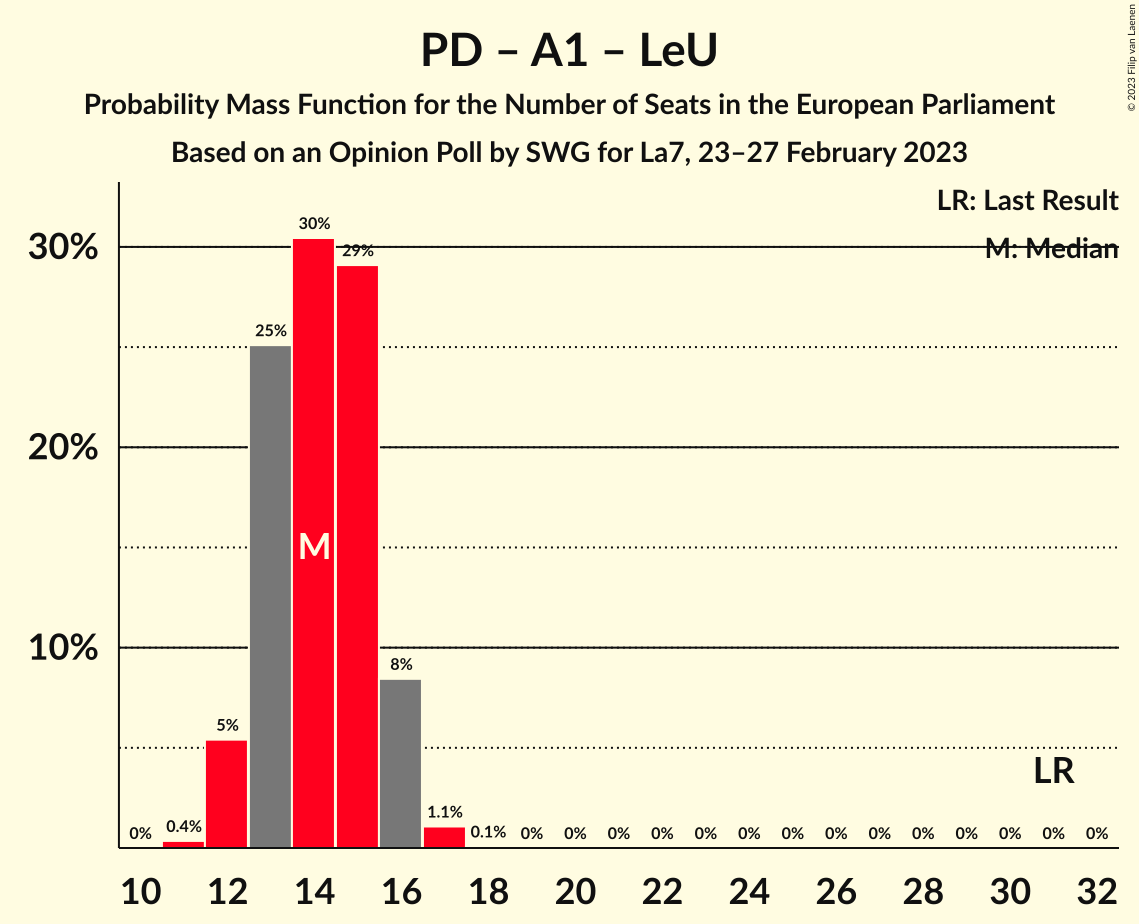 PD – A1 – LeU
Probability Mass Function for the Number of Seats in the European Parliament
Based on an Opinion Poll by SWG for La7, 23–27 February 2023
© 2023 Filip van Laenen
LR: Last Result
M: Median
30%
20%
10%
0% 0.4% 5% 25% 30% 29% 8% 1.1% 0.1% 0% 0% 0% 0% 0% 0% 0% 0% 0% 0% 0% 0% 0% 0%
M
LR
10 12 14 16 18 20 22 24 26 28 30 32